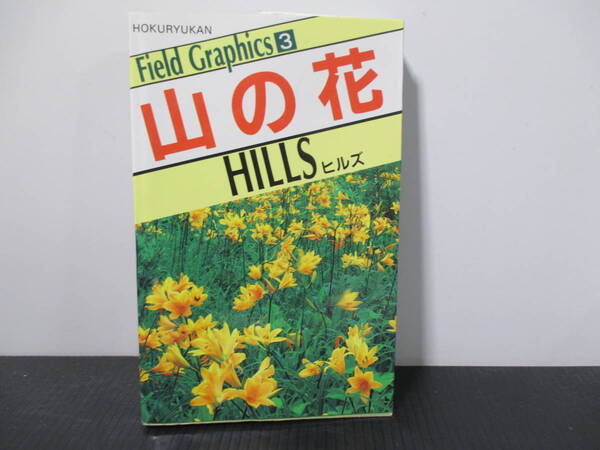 HOKURYUKAN
Field Graphics 3
山の花
HILLS ヒルズ